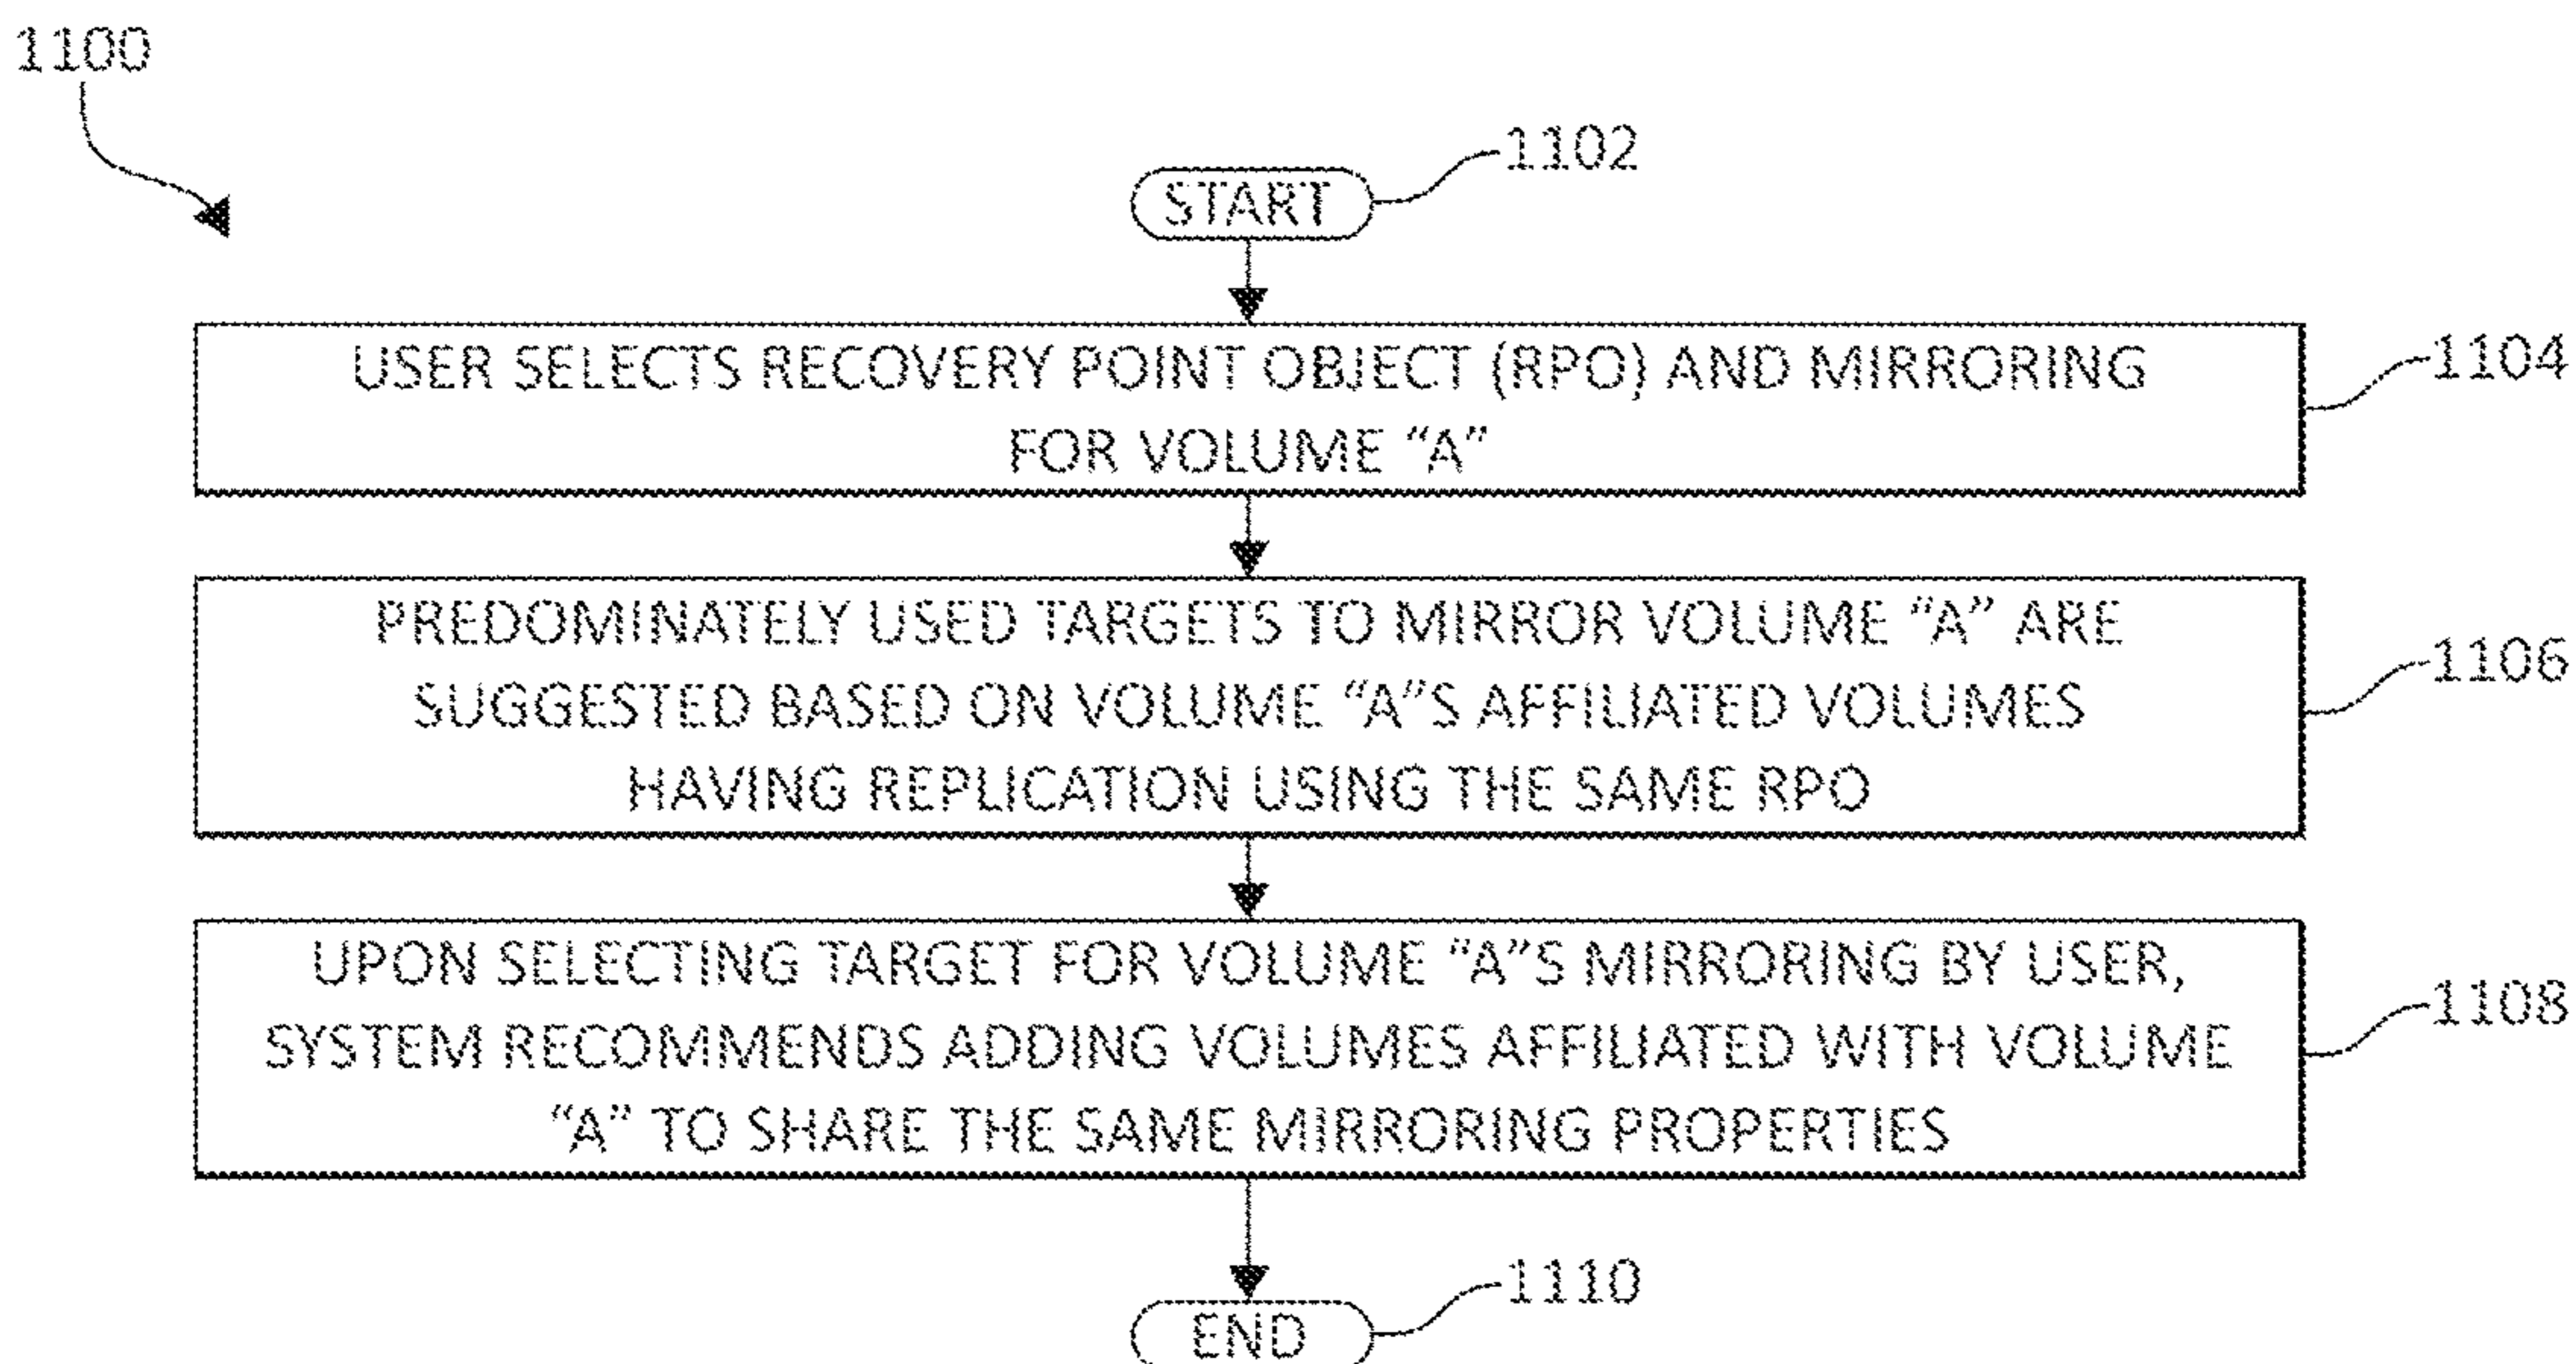 1100
1102
START
USER SELECTS RECOVERY POINT OBJECT (RPO) AND MIRRORING
FOR VOLUME “A”
1104
PREDOMINATELY USED TARGETS TO MIRROR VOLUME “A” ARE
SUGGESTED BASED ON VOLUME “A”S AFFILIATED VOLUMES
HAVING REPLICATION USING THE SAME RPO
1106
UPON SELECTING TARGET FOR VOLUME “A”S MIRRORING BY USER,
SYSTEM RECOMMENDS ADDING VOLUMES AFFILIATED WITH VOLUME
“A” TO SHARE THE SAME MIRRORING PROPERTIES
1108
1110
END